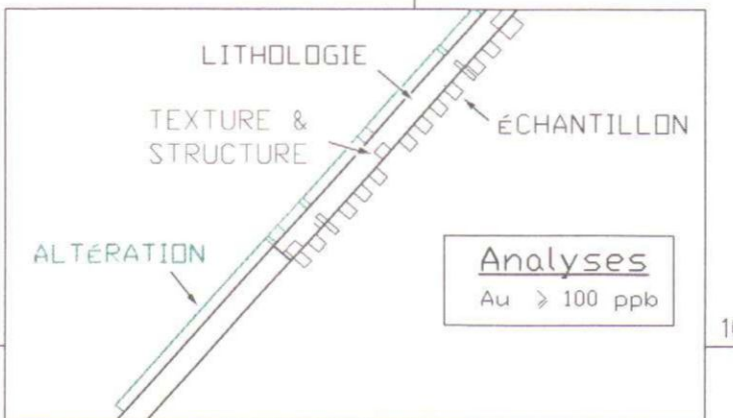 LITHOLOGIE
TEXTURE &
STRUCTURE
ÉCHANTILLON
ALTÉRATION
Analyses
Au ≥ 100 ppb